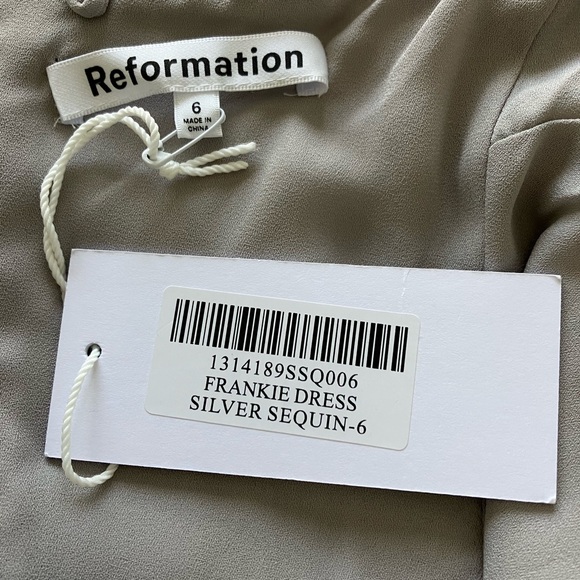 Reformation
6
MADE IN
CHINA
1314189SSQ006
FRANKIE DRESS
SILVER SEQUIN-6